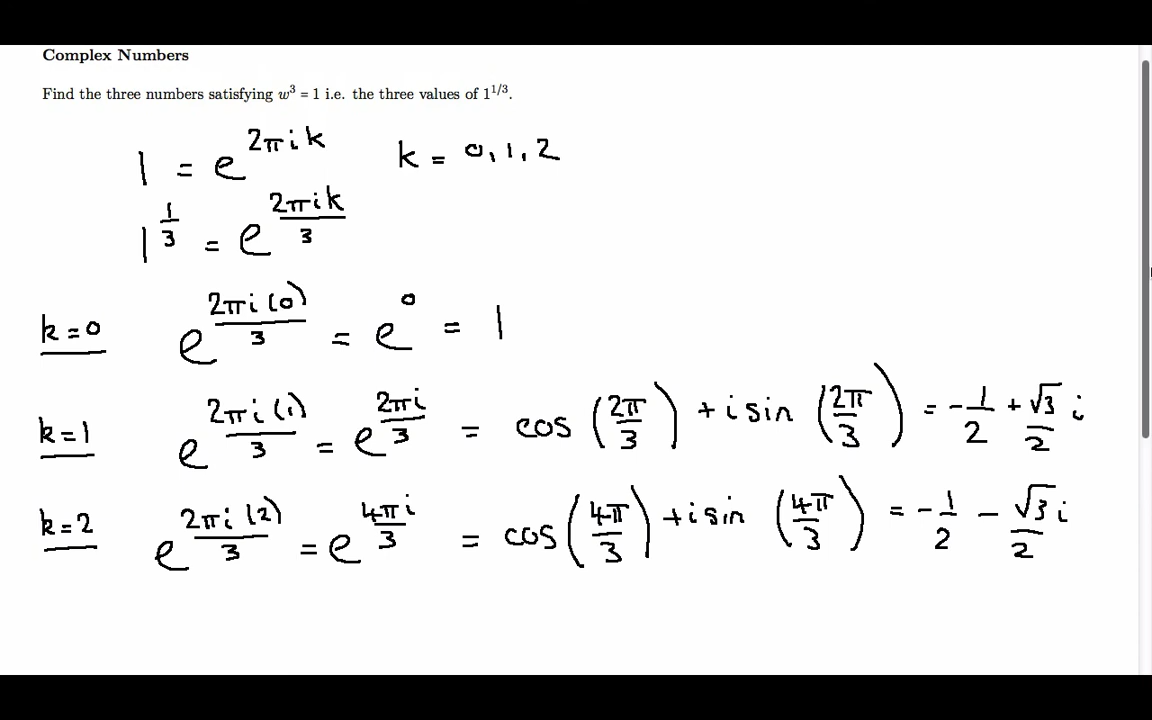 Complex Numbers
Find the three numbers satisfying w³ = 1 i.e. the three values of 1^{1/3}.
1 = e^{2πik}   k = 0, 1, 2
1^{1/3} = e^{2πik/3}
k=0   e^{2πi(0)/3} = e^0 = 1
k=1   e^{2πi(1)/3} = e^{2πi/3} = cos(2π/3) + i sin(2π/3) = -1/2 + √3/2 i
k=2   e^{2πi(2)/3} = e^{4πi/3} = cos(4π/3) + i sin(4π/3) = -1/2 - √3/2 i